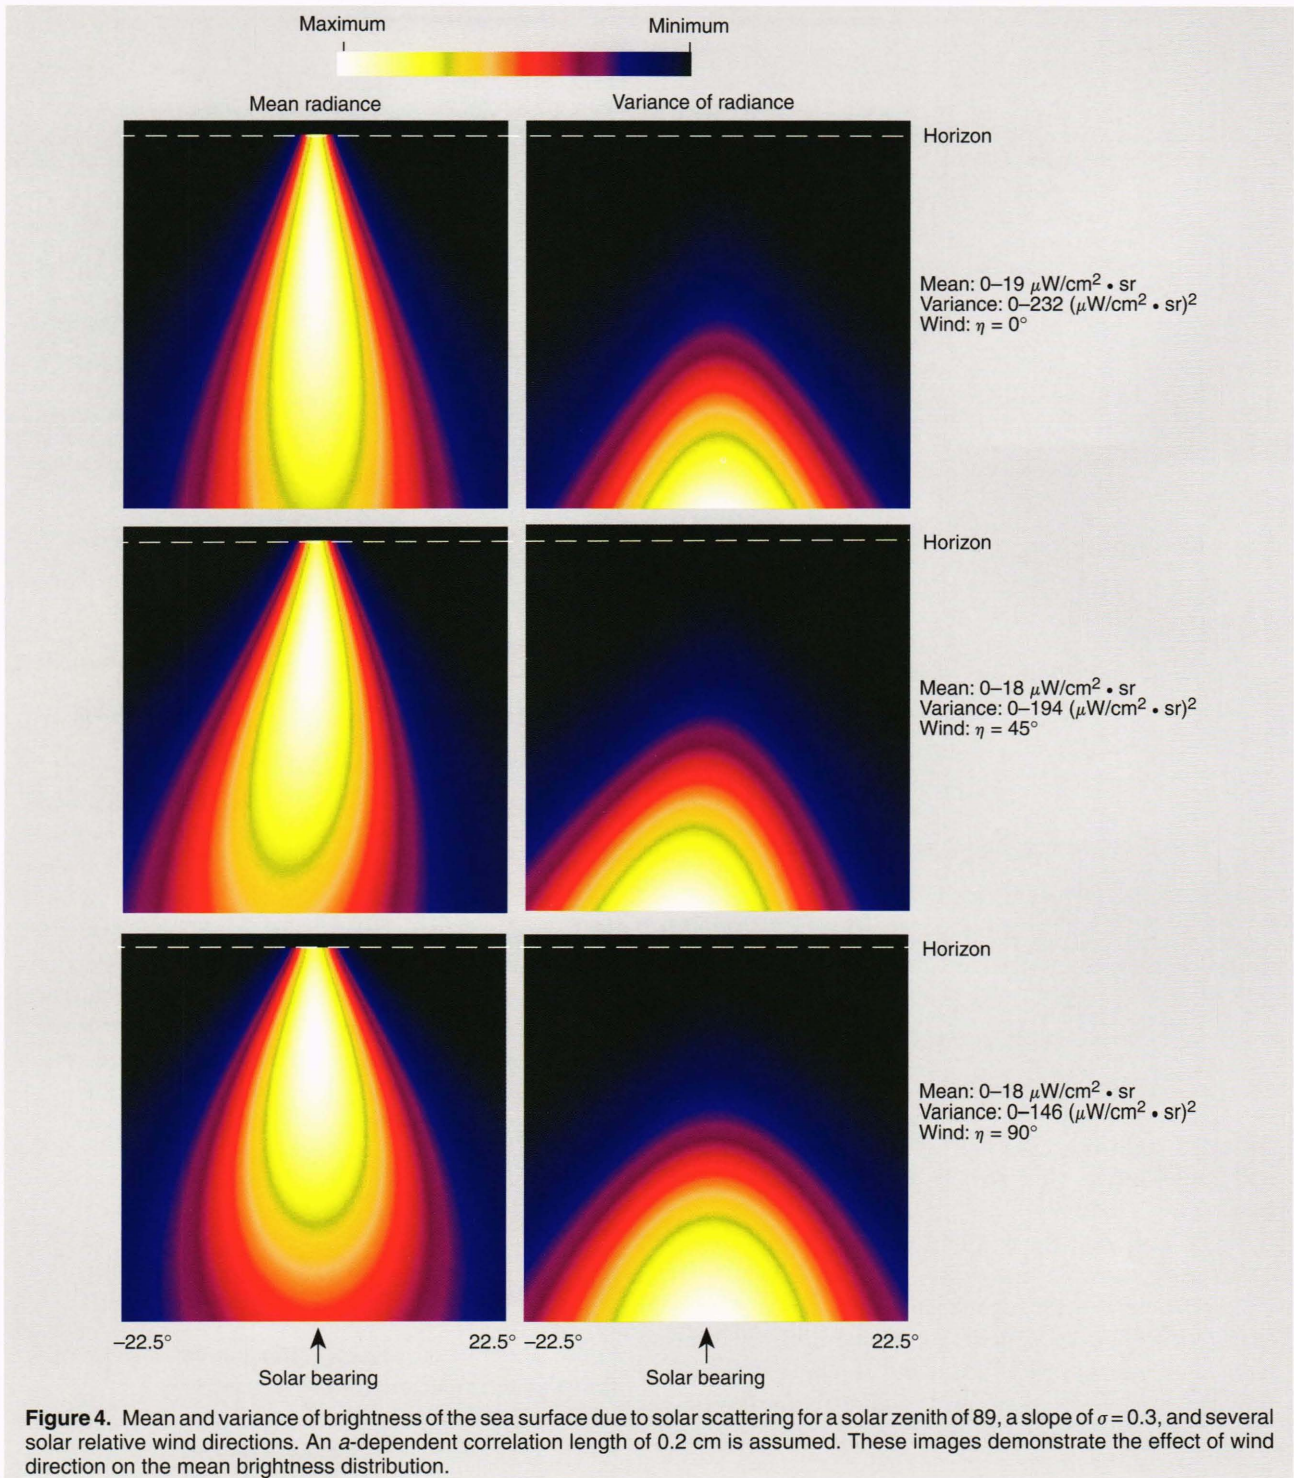 Maximum Minimum
Mean radiance Variance of radiance
Horizon
Mean: 0–19 μW/cm² • sr
Variance: 0–232 (μW/cm² • sr)²
Wind: η = 0°
Horizon
Mean: 0–18 μW/cm² • sr
Variance: 0–194 (μW/cm² • sr)²
Wind: η = 45°
Horizon
Mean: 0–18 μW/cm² • sr
Variance: 0–146 (μW/cm² • sr)²
Wind: η = 90°
–22.5° 22.5° –22.5° 22.5°
Solar bearing Solar bearing
Figure 4. Mean and variance of brightness of the sea surface due to solar scattering for a solar zenith of 89, a slope of σ = 0.3, and several
solar relative wind directions. An a-dependent correlation length of 0.2 cm is assumed. These images demonstrate the effect of wind
direction on the mean brightness distribution.